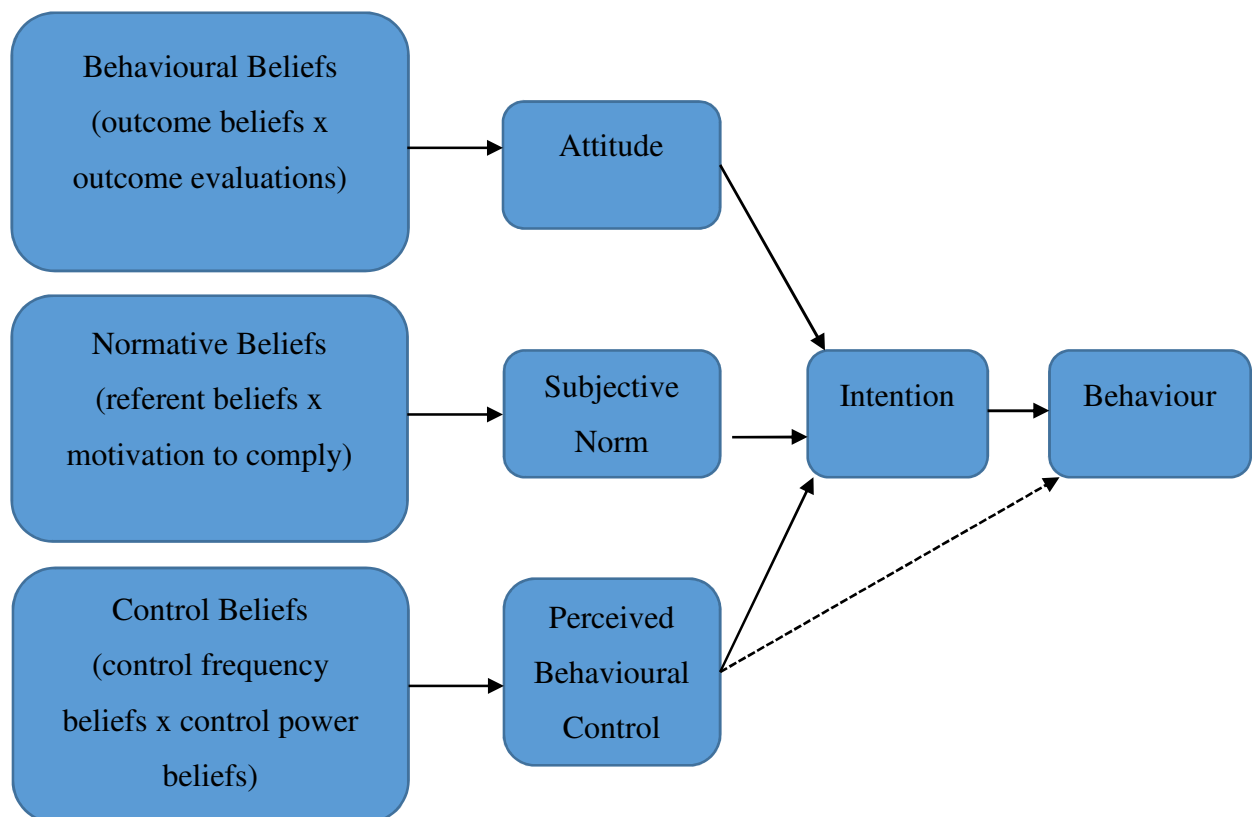 Behavioural Beliefs
(outcome beliefs x
outcome evaluations)
Attitude
Normative Beliefs
(referent beliefs x
motivation to comply)
Subjective
Norm
Intention
Behaviour
Control Beliefs
(control frequency
beliefs x control power
beliefs)
Perceived
Behavioural
Control